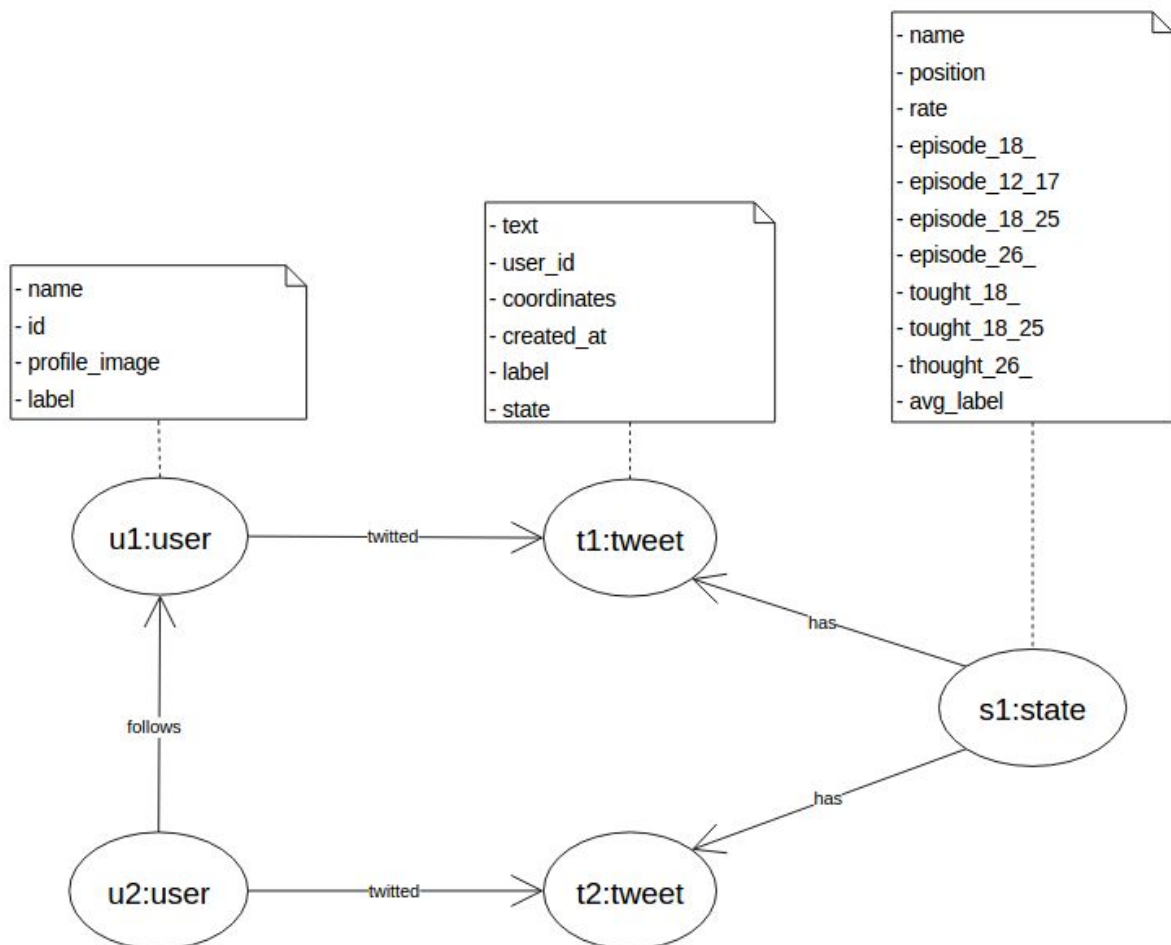 - name
- position
- rate
- episode_18_
- episode_12_17
- episode_18_25
- episode_26_
- tought_18_
- tought_18_25
- thought_26_
- avg_label
- text
- user_id
- coordinates
- created_at
- label
- state
- name
- id
- profile_image
- label
u1:user
twitted
t1:tweet
has
s1:state
follows
has
u2:user
twitted
t2:tweet